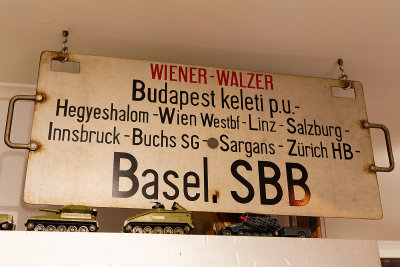 WIENER-WALZER
Budapest keleti p.u.-
Hegyeshalom-Wien Westbf-Linz-Salzburg-
Innsbruck-Buchs SG-Sargans-Zürich HB-
Basel. SBB